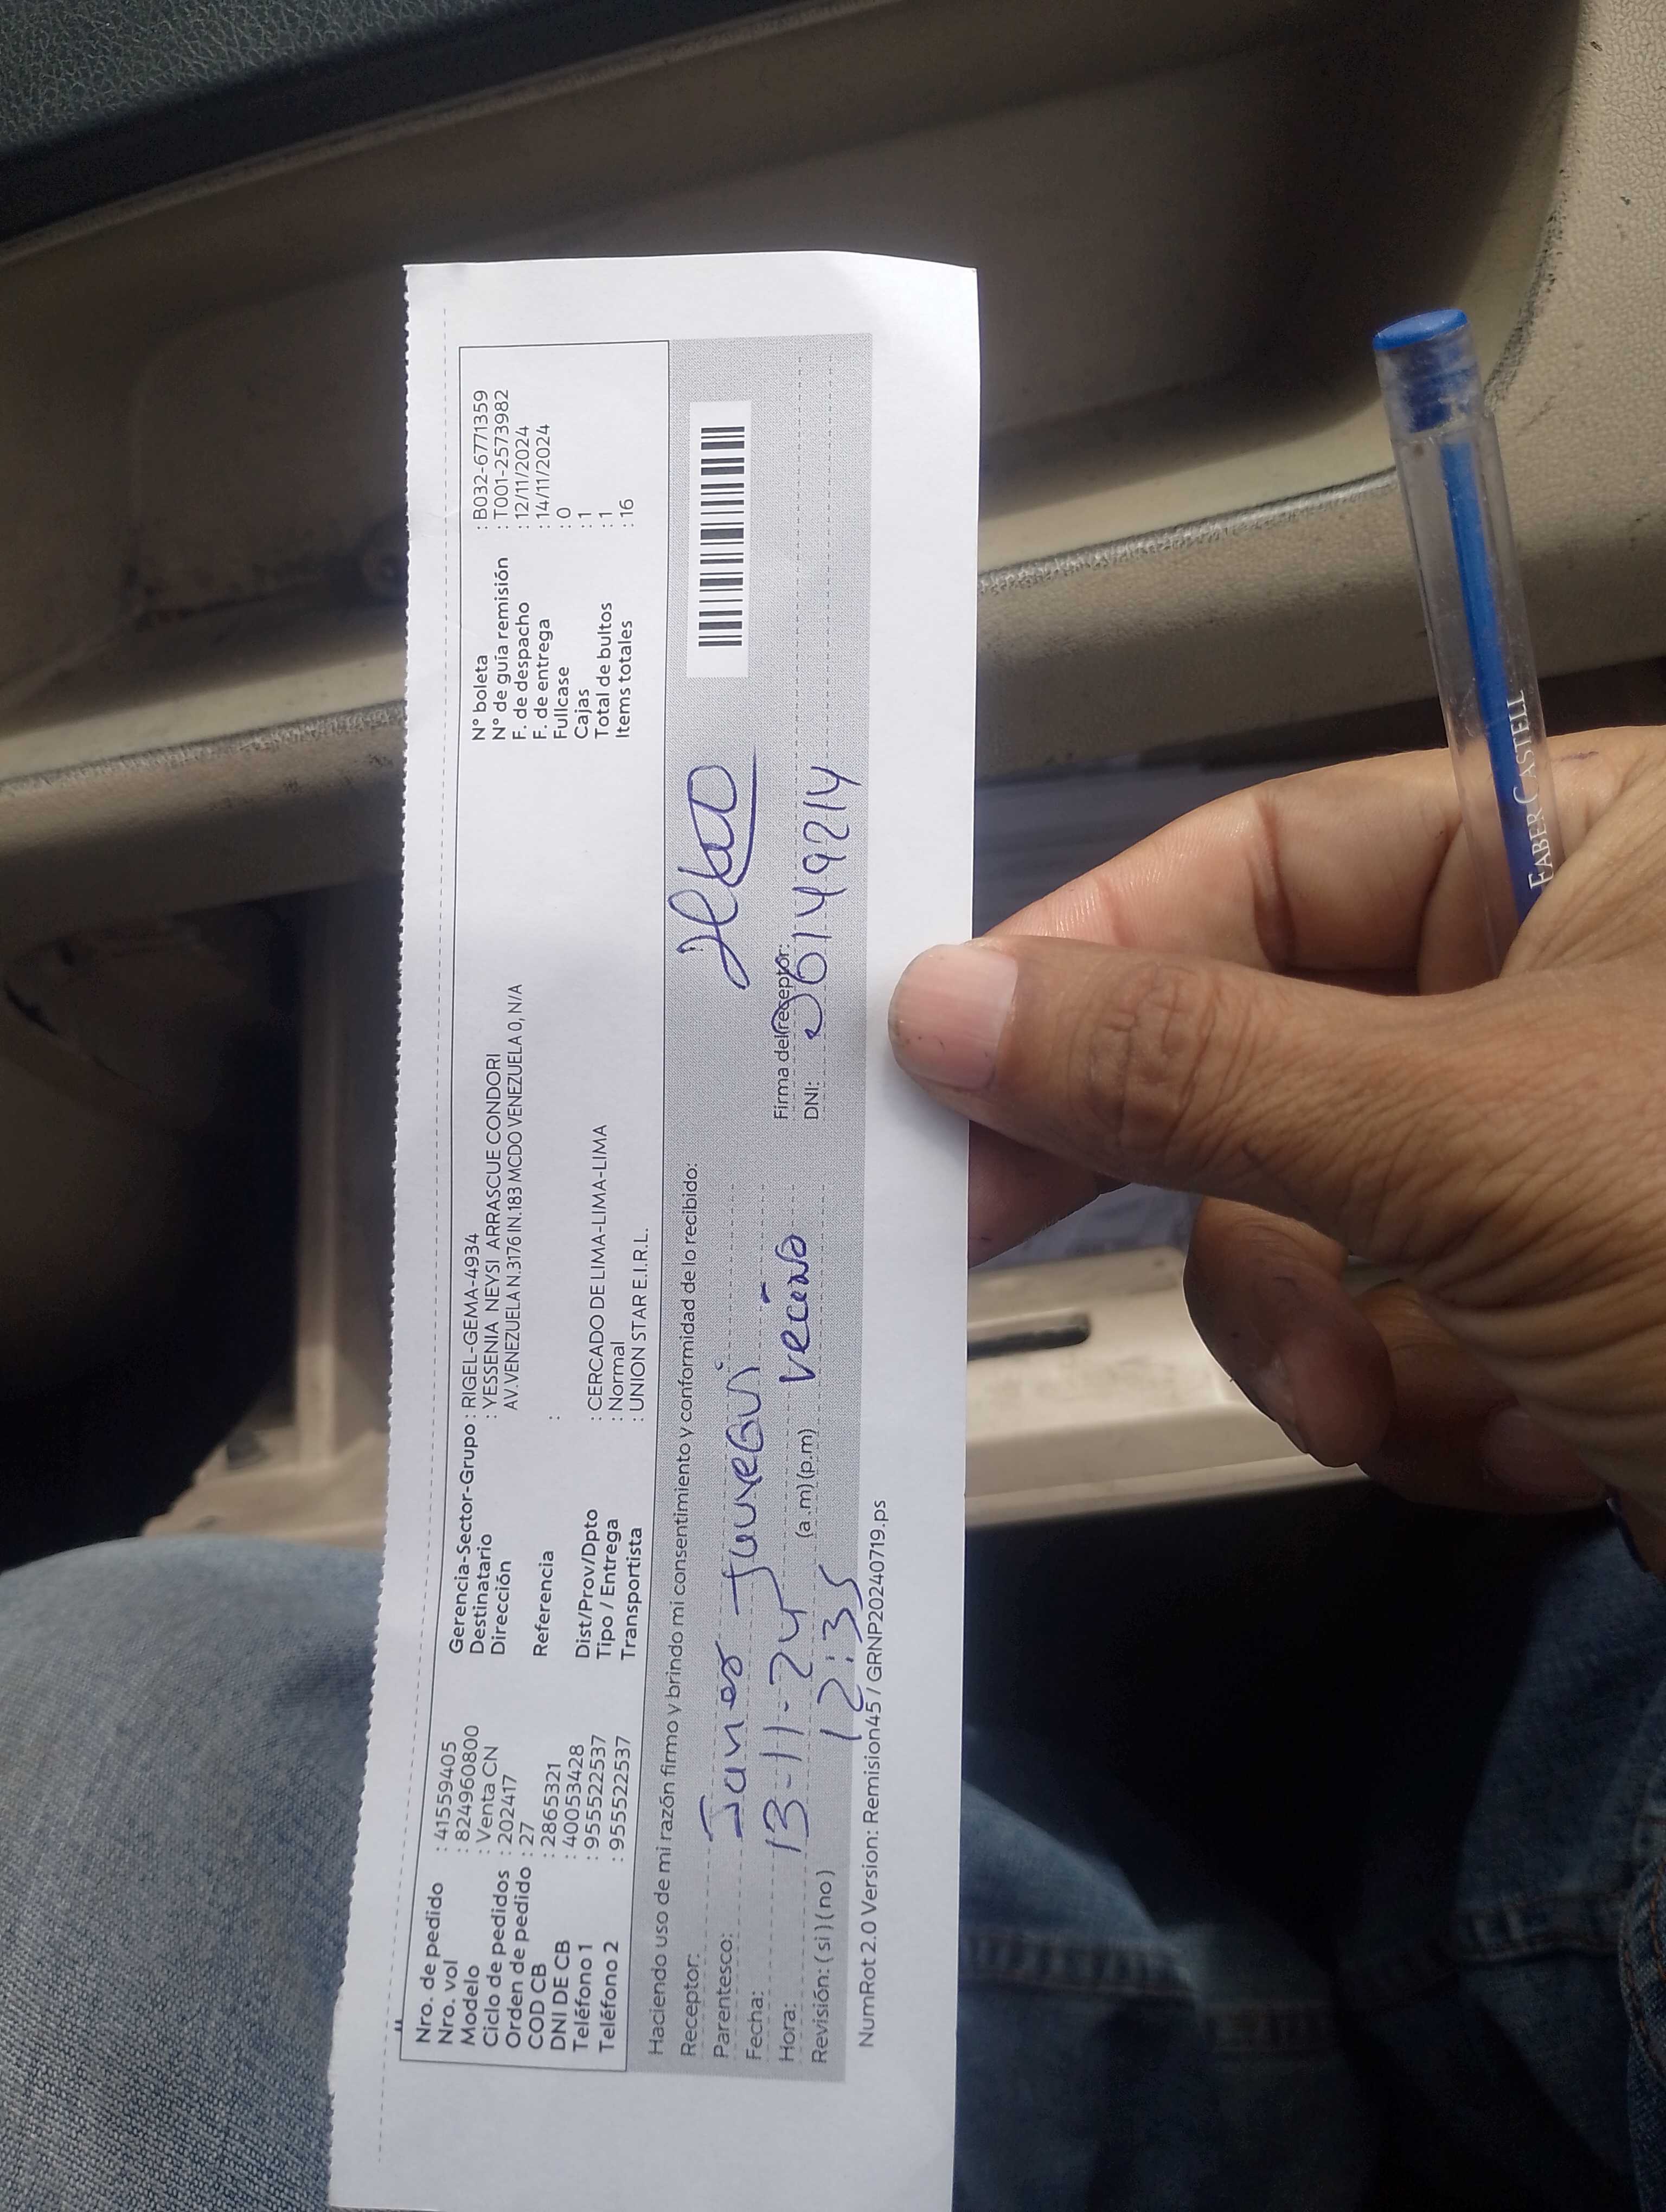 Nro. de pedido : 41559405
Nro. vol : 824960800
Modelo : Venta CN
Ciclo de pedidos : 202417
Orden de pedido : 27
COD CB : 28655321
DNI DE CB : 40053428
Teléfono 1 : 955522537
Teléfono 2 : 955522537
Gerencia-Sector-Grupo : RIGEL-GEMA-4934
Destinatario : YESSENIA NEYSI ARRASCUE CONDORI
Dirección AV.VENEZUELA N.3176 IN.183 MCDO VENEZUELA 0, N/A
Referencia :
Dist/Prov/Dpto : CERCADO DE LIMA-LIMA-LIMA
Tipo / Entrega : Normal
Transportista : UNION STAR E.I.R.L.
N° boleta : B032-6771359
N° de guía remisión : T001-2573982
F. de despacho : 12/11/2024
F. de entrega : 14/11/2024
Fullcase : 0
Cajas : 1
Total de bultos : 1
Items totales : 16
Haciendo uso de mi razón firmo y brindo mi consentimiento y conformidad de lo recibido:
Receptor:
Parentesco:
Fecha: 13-11-24
Hora: 12:35 (a.m) (p.m) vecino
Revisión: ( si ) ( no )
Firma del receptor:
DNI:
NumRot 2.0 Version: Remision45 / GRNP20240719.ps
FABER CASTELL